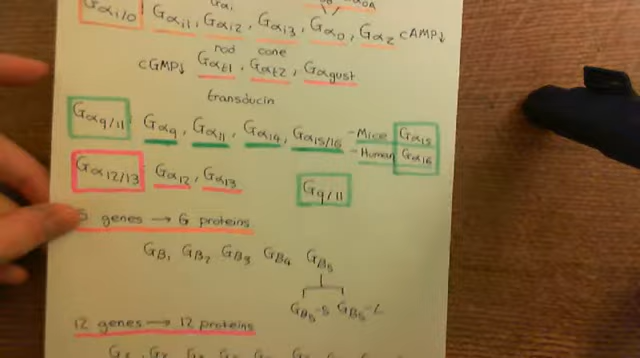 Gαi/o Gαi1, Gαi2, Gαi3, Gαo, Gαz cAMP↓
rod cone
cGMP↓ Gαt1, Gαt2, Gαgust
transducin
Gαq/11 Gαq, Gα11, Gα14, Gα15/16 - Mice Gα15
- Human Gα16
Gα12/13 Gα12, Gα13
Gq/11
genes → 6 proteins
Gβ1 Gβ2 Gβ3 Gβ4 Gβ5
Gβ5-S Gβ5-L
12 genes → 12 proteins